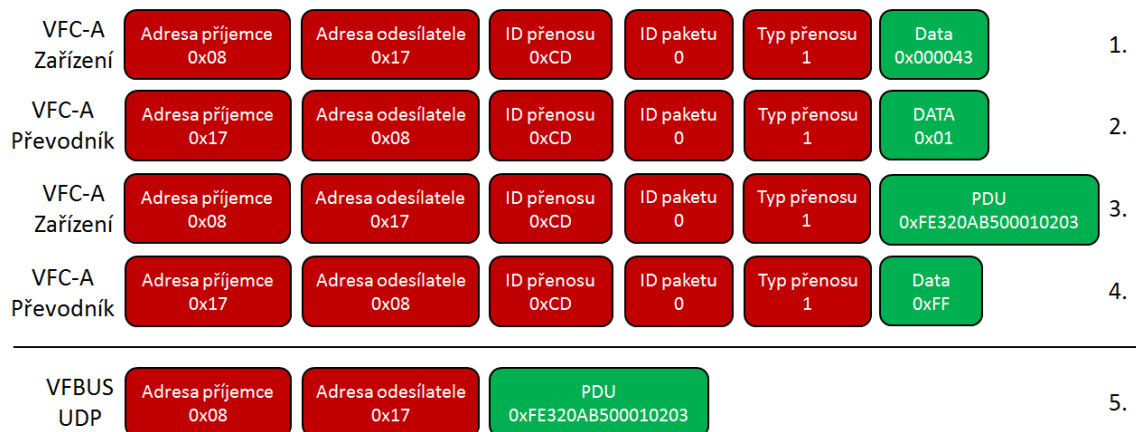 VFC-A
Zařízení
Adresa příjemce
0x08
Adresa odesílatele
0x17
ID přenosu
0xCD
ID paketu
0
Typ přenosu
1
Data
0x000043
1.
VFC-A
Převodník
Adresa příjemce
0x17
Adresa odesílatele
0x08
ID přenosu
0xCD
ID paketu
0
Typ přenosu
1
DATA
0x01
2.
VFC-A
Zařízení
Adresa příjemce
0x08
Adresa odesílatele
0x17
ID přenosu
0xCD
ID paketu
0
Typ přenosu
1
PDU
0xFE320AB500010203
3.
VFC-A
Převodník
Adresa příjemce
0x17
Adresa odesílatele
0x08
ID přenosu
0xCD
ID paketu
0
Typ přenosu
1
Data
0xFF
4.
VFBUS
UDP
Adresa příjemce
0x08
Adresa odesílatele
0x17
PDU
0xFE320AB500010203
5.